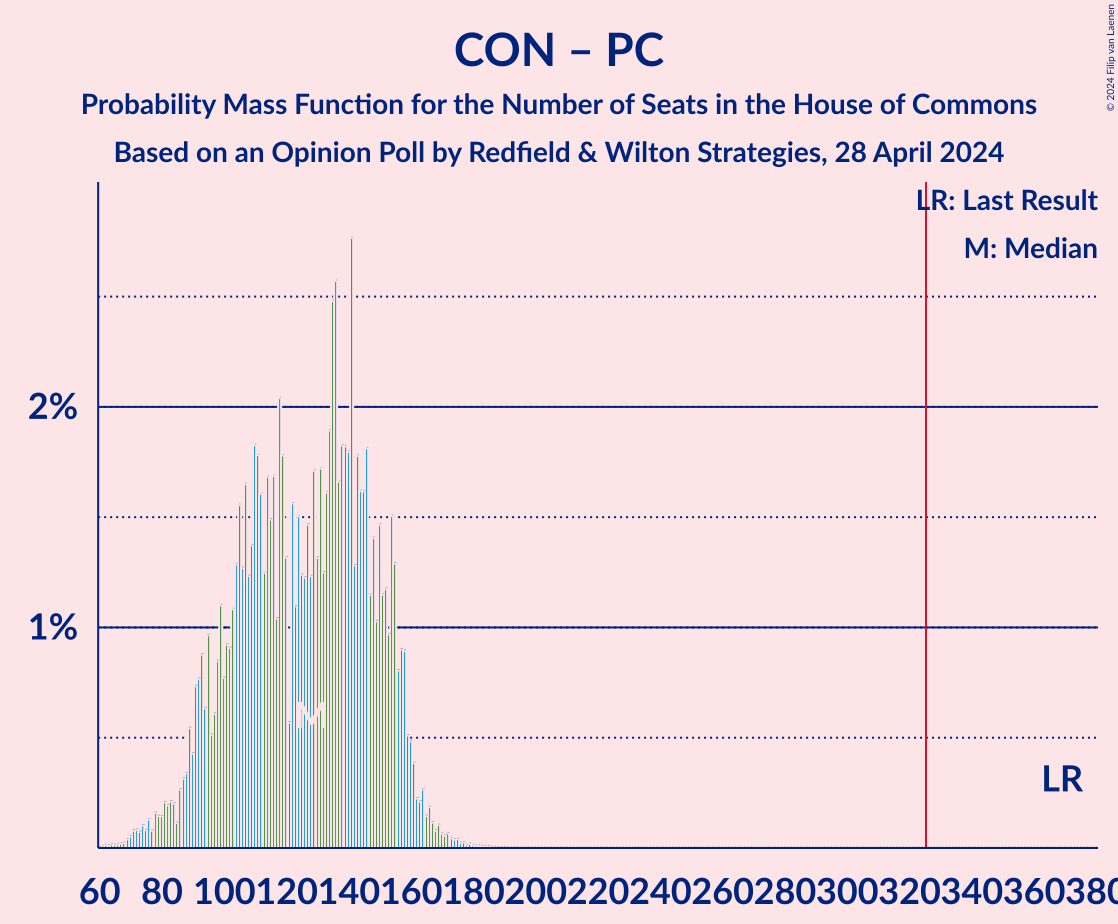 CON – PC
Probability Mass Function for the Number of Seats in the House of Commons
Based on an Opinion Poll by Redfield & Wilton Strategies, 28 April 2024
© 2024 Filip van Laenen
LR: Last Result
M: Median
2%
1%
M
LR
60 80 100 120 140 160 180 200 220 240 260 280 300 320 340 360 380